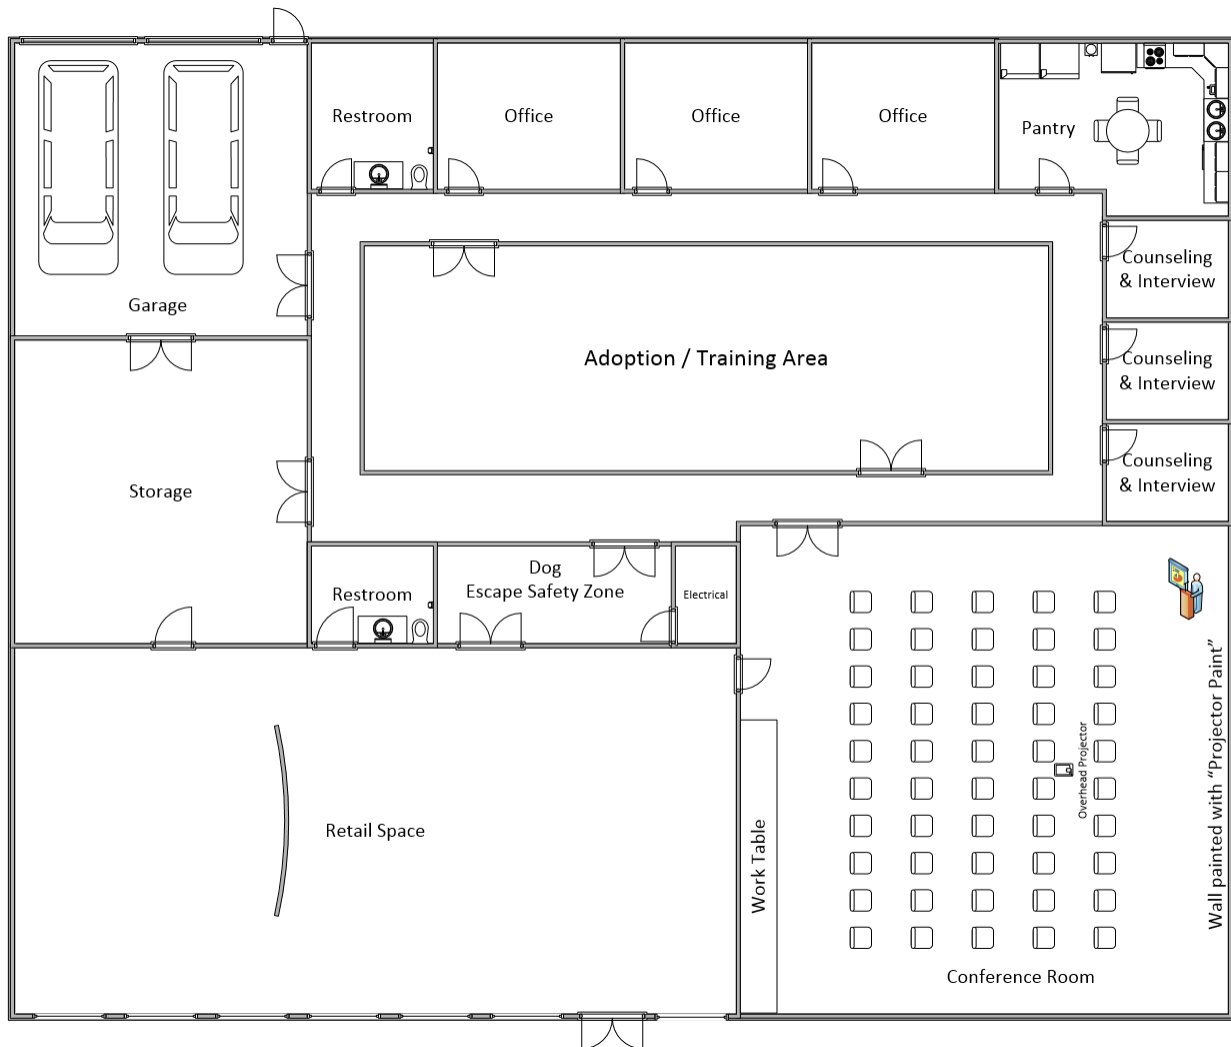 Restroom
Office
Office
Office
Pantry
Counseling
& Interview
Garage
Adoption / Training Area
Counseling
& Interview
Storage
Counseling
& Interview
Dog
Escape Safety Zone
Restroom
Electrical
Wall painted with “Projector Paint”
Overhead Projector
Retail Space
Work Table
Conference Room